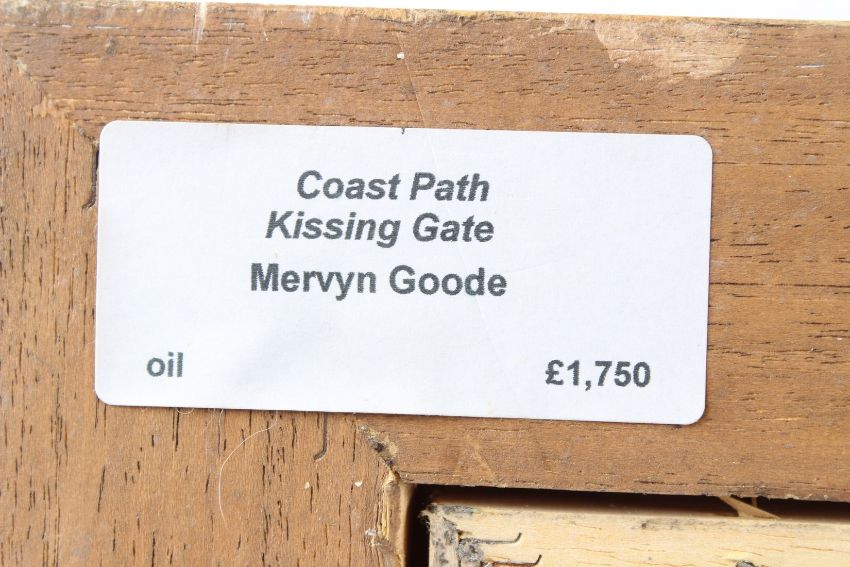 Coast Path
Kissing Gate
Mervyn Goode
oil £1,750